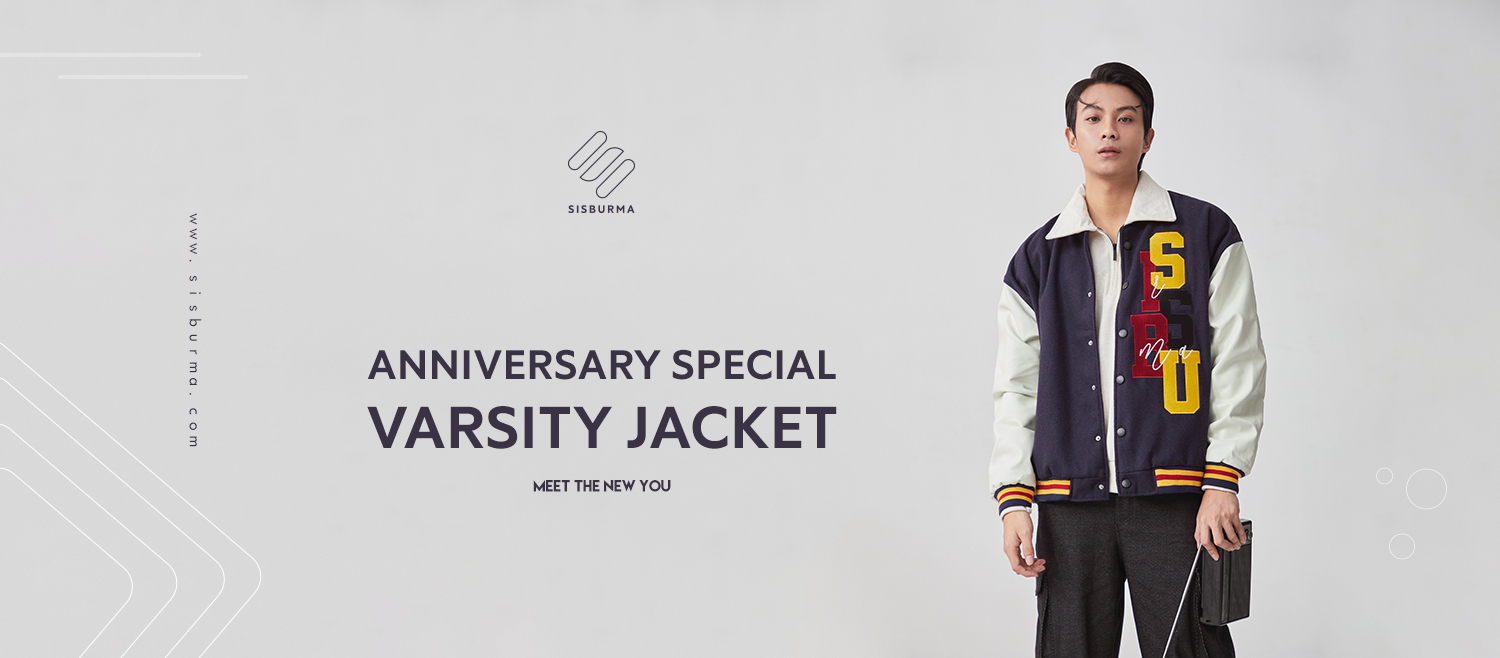 www.sisburma.com
SISBURMA
ANNIVERSARY SPECIAL
VARSITY JACKET
MEET THE NEW YOU
S
I
i
S
B
m a
U